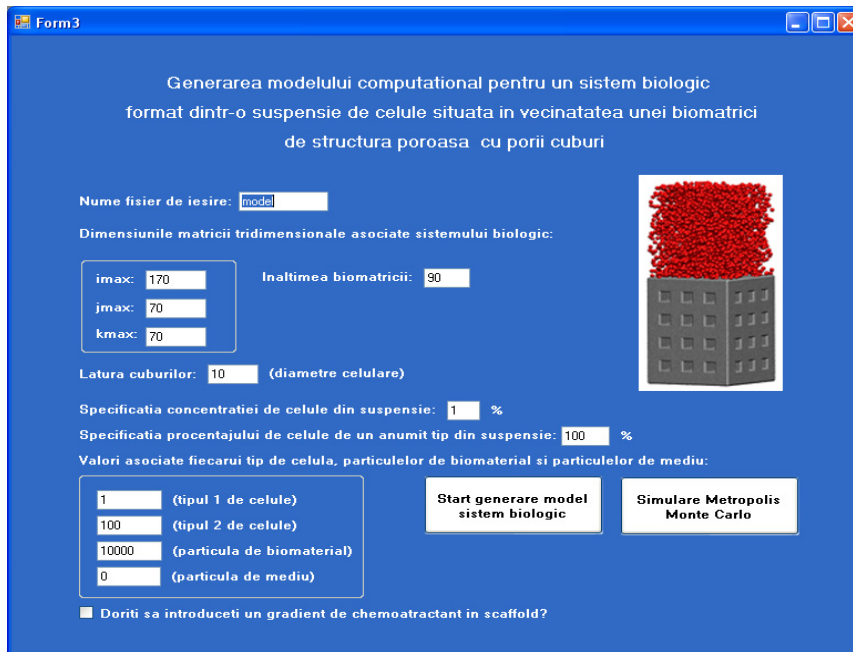 Form3
Generarea modelului computational pentru un sistem biologic
format dintr-o suspensie de celule situata in vecinatatea unei biomatrici
de structura poroasa cu porii cuburi
Nume fisier de iesire: model
Dimensiunile matricii tridimensionale asociate sistemului biologic:
imax: 170
Inaltimea biomatricii: 90
jmax: 70
kmax: 70
Latura cuburilor: 10 (diametre celulare)
Specificatia concentratiei de celule din suspensie: 1 %
Specificatia procentajului de celule de un anumit tip din suspensie: 100 %
Valori asociate fiecarui tip de celula, particulelor de biomaterial si particulelor de mediu:
1 (tipul 1 de celule)
100 (tipul 2 de celule)
10000 (particula de biomaterial)
0 (particula de mediu)
Start generare model
sistem biologic
Simulare Metropolis
Monte Carlo
Doriti sa introduceti un gradient de chemoatractant in scaffold?